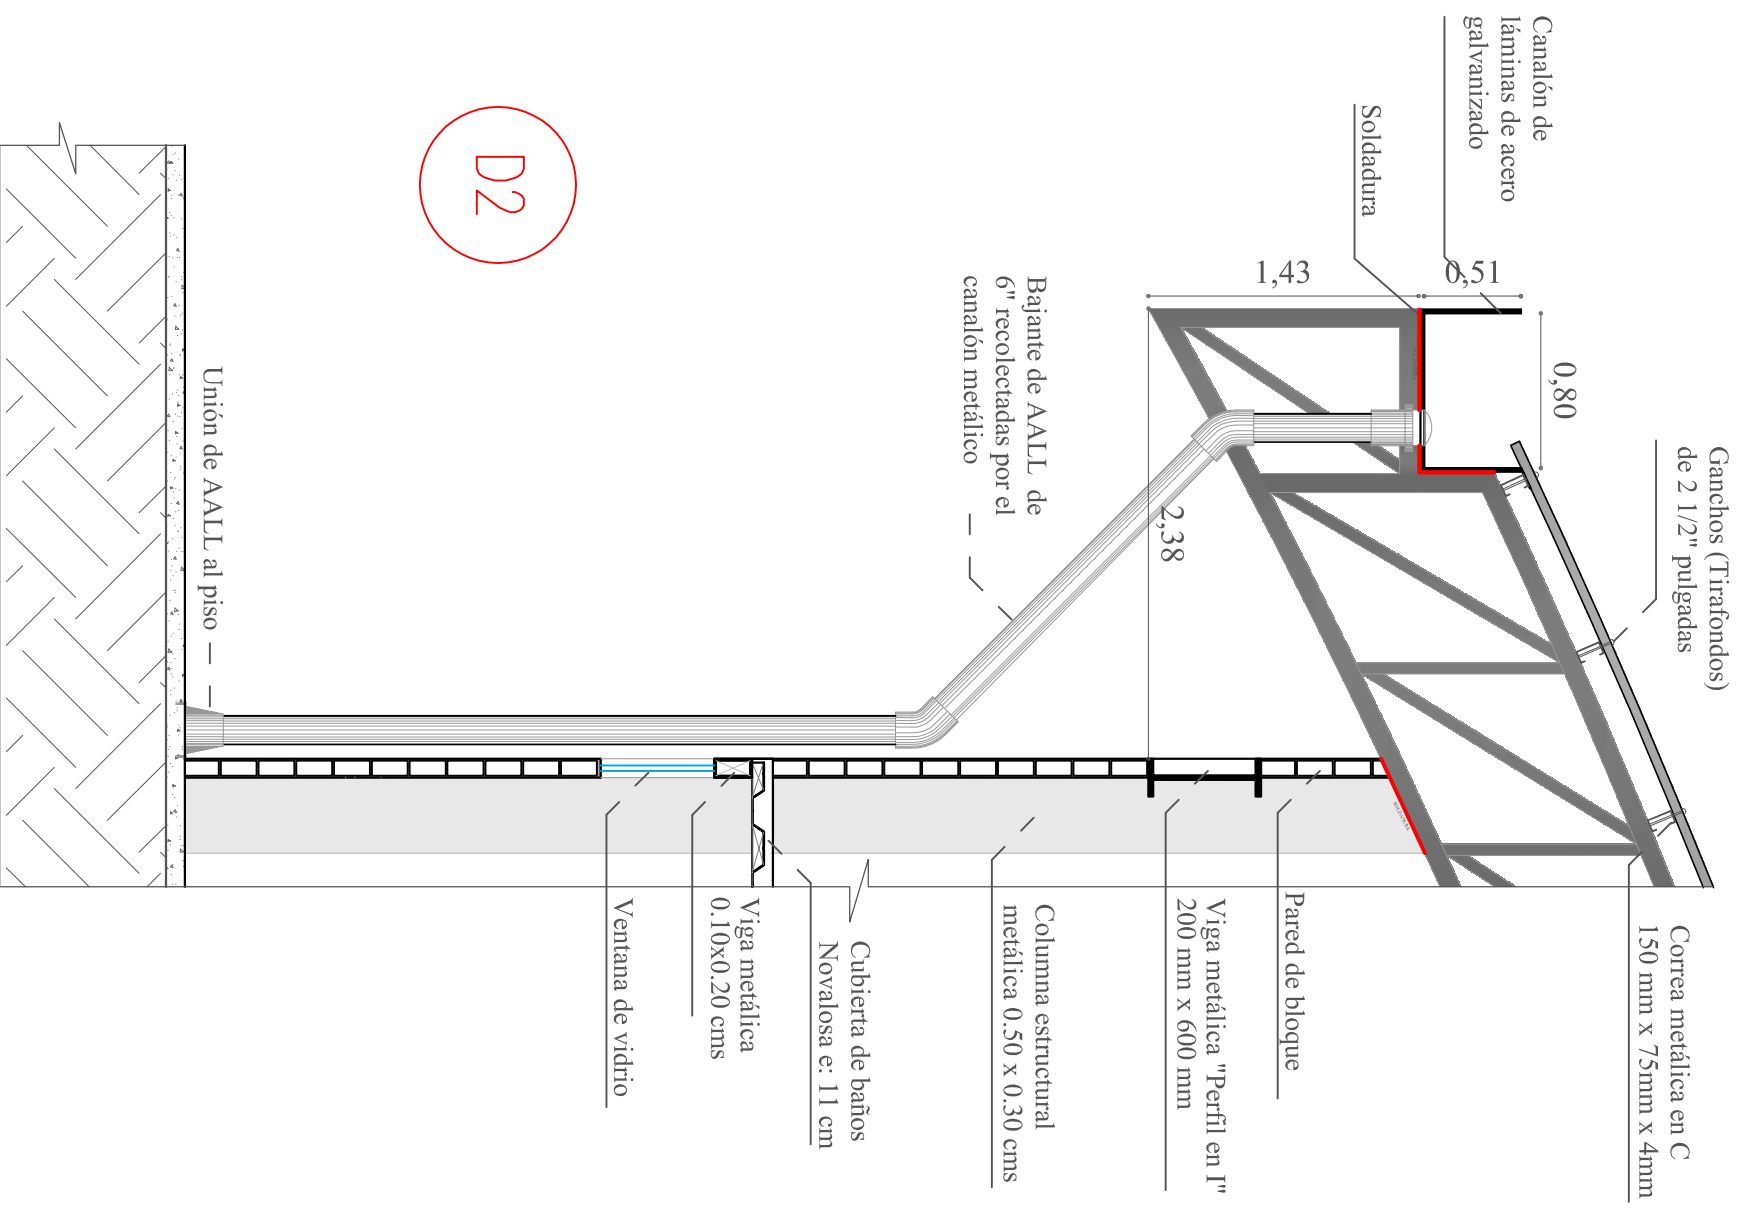 Canalón de
láminas de acero
galvanizado
Soldadura
0,51
1,43
0,80
Ganchos (Tirafondos)
de 2 1/2" pulgadas
D2
Bajante de AALL de
6" recolectadas por el
canalón metálico
2,38
Unión de AALL al piso
Correa metálica en C
150 mm x 75mm x 4mm
Pared de bloque
Viga metálica "Perfil en I"
200 mm x 600 mm
Columna estructural
metálica 0.50 x 0.30 cms
Cubierta de baños
Novalosa e: 11 cm
Viga metálica
0.10x0.20 cms
Ventana de vidrio